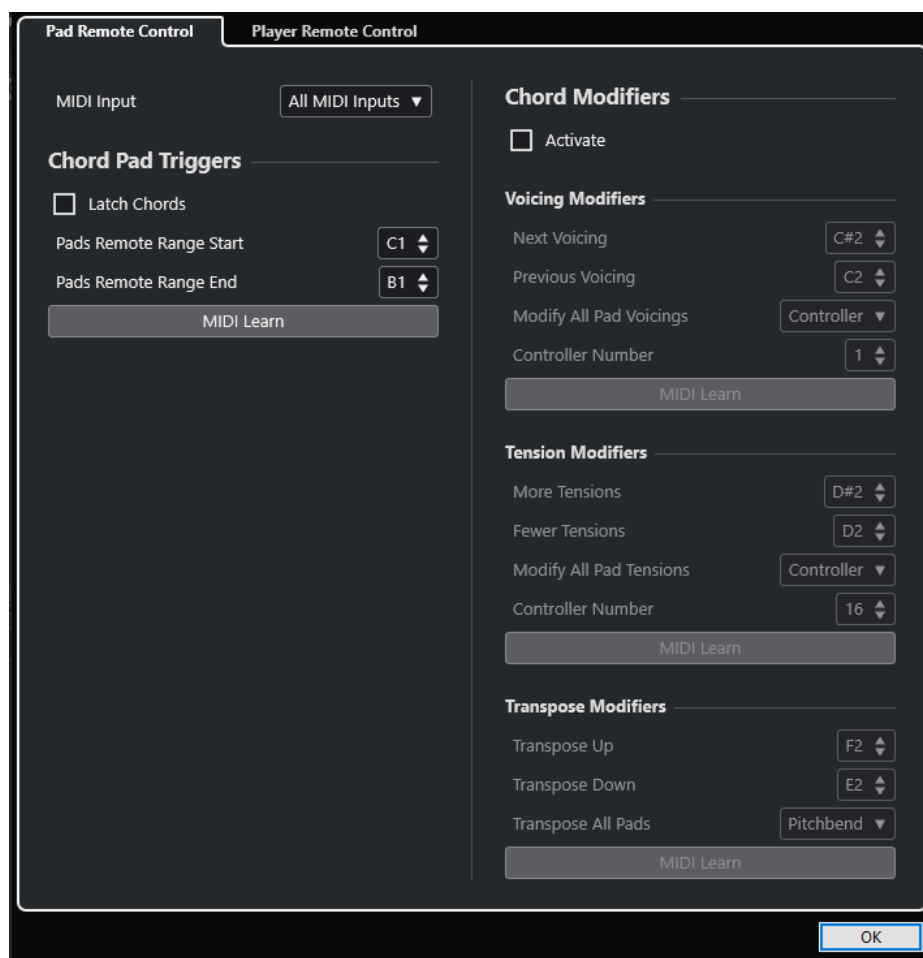 Pad Remote Control
Player Remote Control
MIDI Input
All MIDI Inputs
Chord Pad Triggers
Latch Chords
Pads Remote Range Start
C1
Pads Remote Range End
B1
MIDI Learn
Chord Modifiers
Activate
Voicing Modifiers
Next Voicing
C#2
Previous Voicing
C2
Modify All Pad Voicings
Controller
Controller Number
1
MIDI Learn
Tension Modifiers
More Tensions
D#2
Fewer Tensions
D2
Modify All Pad Tensions
Controller
Controller Number
16
MIDI Learn
Transpose Modifiers
Transpose Up
F2
Transpose Down
E2
Transpose All Pads
Pitchbend
MIDI Learn
OK